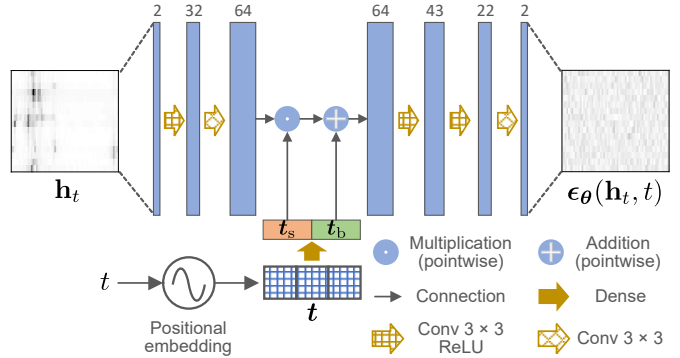 2 32 64 64 43 22 2
h_t
ϵ_θ(h_t, t)
t_s t_b
Multiplication
(pointwise)
Addition
(pointwise)
t
t
Connection
Dense
Positional
embedding
Conv 3 × 3
ReLU
Conv 3 × 3